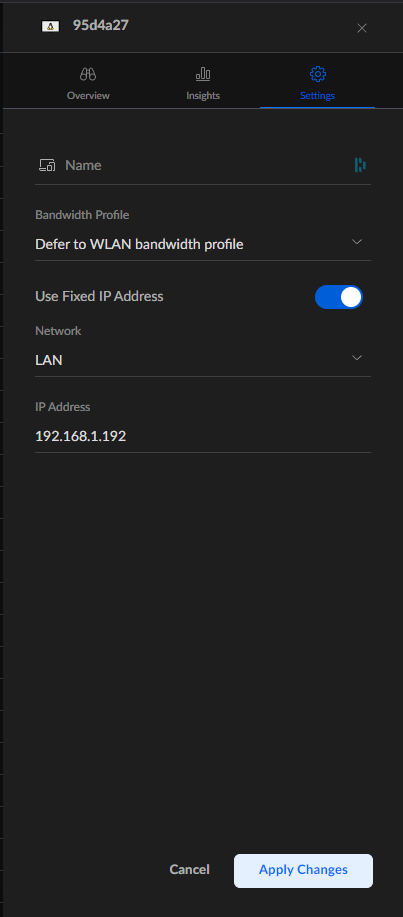 95d4a27
Overview
Insights
Settings
Name
Bandwidth Profile
Defer to WLAN bandwidth profile
Use Fixed IP Address
Network
LAN
IP Address
192.168.1.192
Cancel
Apply Changes